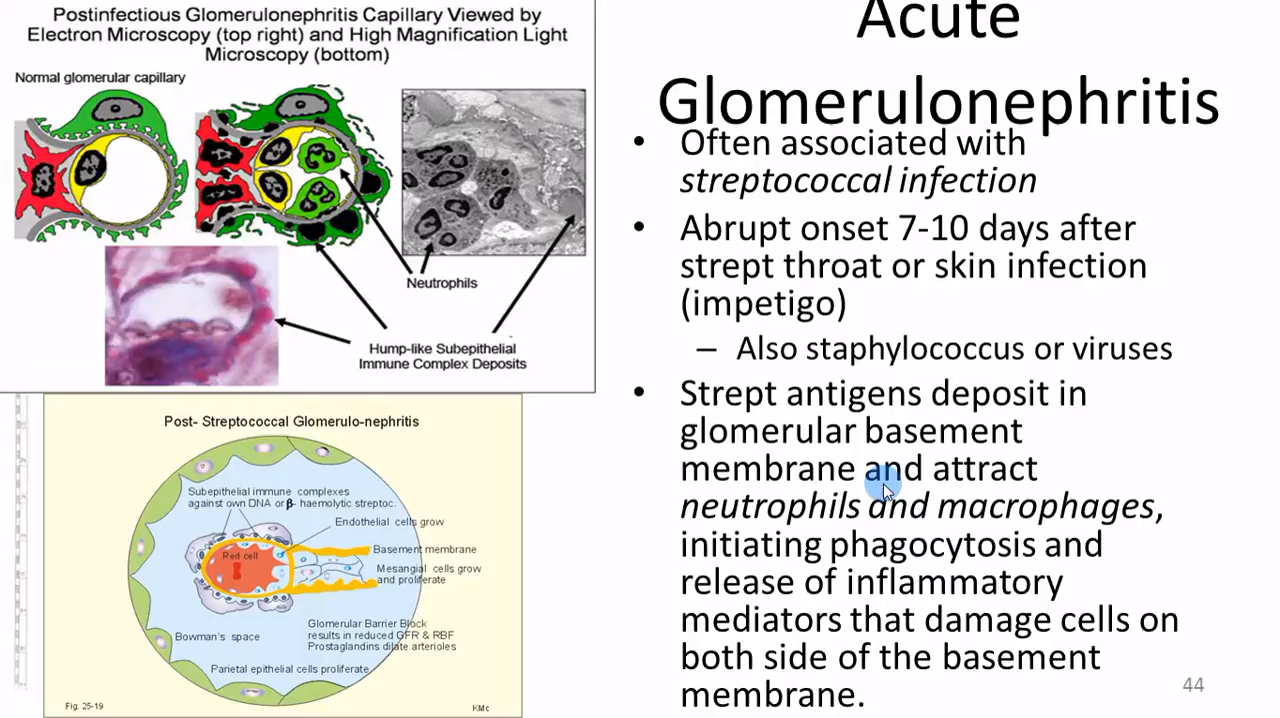 Postinfectious Glomerulonephritis Capillary Viewed by
Electron Microscopy (top right) and High Magnification Light
Microscopy (bottom)
Normal glomerular capillary
Neutrophils
Hump-like Subepithelial
Immune Complex Deposits
Post- Streptococcal Glomerulo-nephritis
Subepithelial immune complexes
against own DNA or β- haemolytic streptoc.
Endothelial cells grow
Red cell
Basement membrane
Mesangial cells grow
and proliferate
Glomerular Barrier Block
results in reduced GFR & RBF
Prostaglandins dilate arterioles
Bowman's space
Parietal epithelial cells proliferate
Fig. 25-19
KMc
Acute
Glomerulonephritis
• Often associated with
streptococcal infection
• Abrupt onset 7-10 days after
strept throat or skin infection
(impetigo)
– Also staphylococcus or viruses
• Strept antigens deposit in
glomerular basement
membrane and attract
neutrophils and macrophages,
initiating phagocytosis and
release of inflammatory
mediators that damage cells on
both side of the basement
membrane.
44